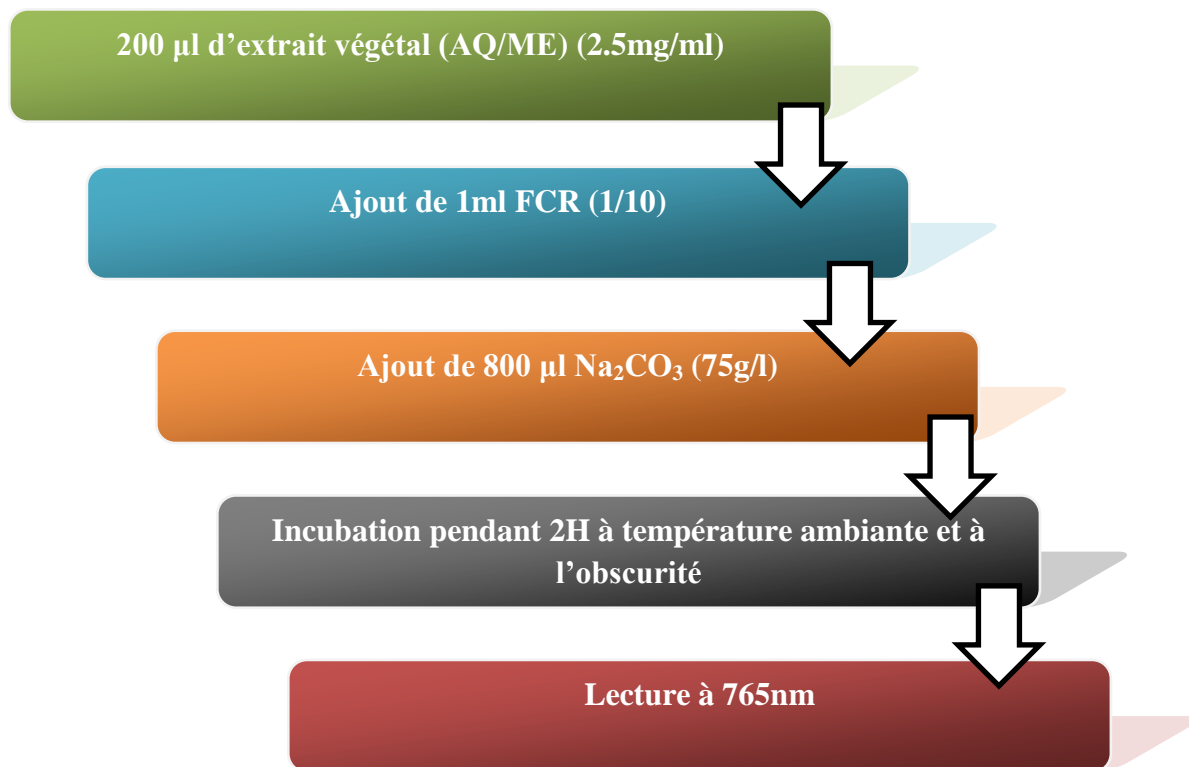 200 µl d’extrait végétal (AQ/ME) (2.5mg/ml)
Ajout de 1ml FCR (1/10)
Ajout de 800 µl Na₂CO₃ (75g/l)
Incubation pendant 2H à température ambiante et à
l’obscurité
Lecture à 765nm